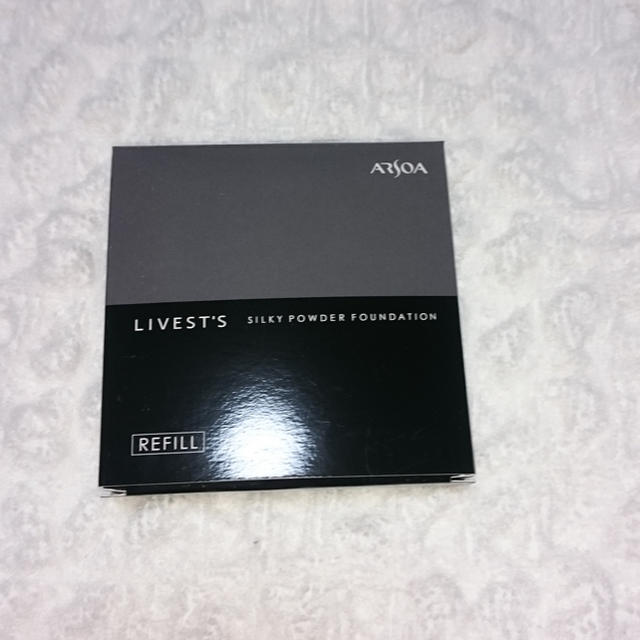 ARSOA
LIVEST'S SILKY POWDER FOUNDATION
REFILL